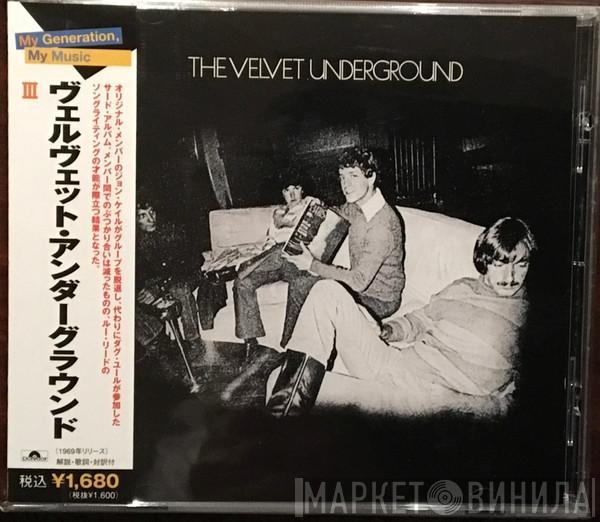 My Generation,
My Music
THE VELVET UNDERGROUND
ヴェルヴェット・アンダーグラウンド
III
オリジナル・メンバーのジョン・ケイルがグループを脱退し、代わりにダグ・ユールが参加した
サード・アルバム。メンバー間でのぶつかり合いは減ったものの、ルー・リードの
ソングライティングの才能が際立つ結果となった。
(1969年リリース)
解説・歌詞・対訳付
税込 ¥1,680
(税抜¥1,600)
МАРКЕТ ВИНИЛА